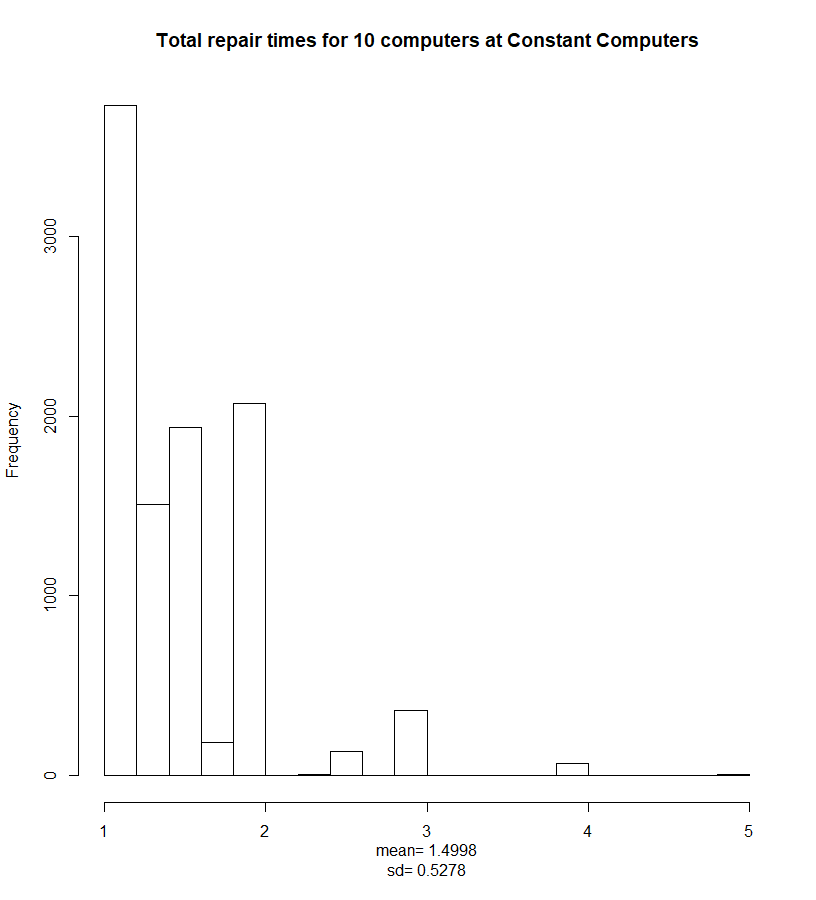 Total repair times for 10 computers at Constant Computers
Frequency
3000
2000
1000
0
1 2 3 4 5
mean= 1.4998
sd= 0.5278